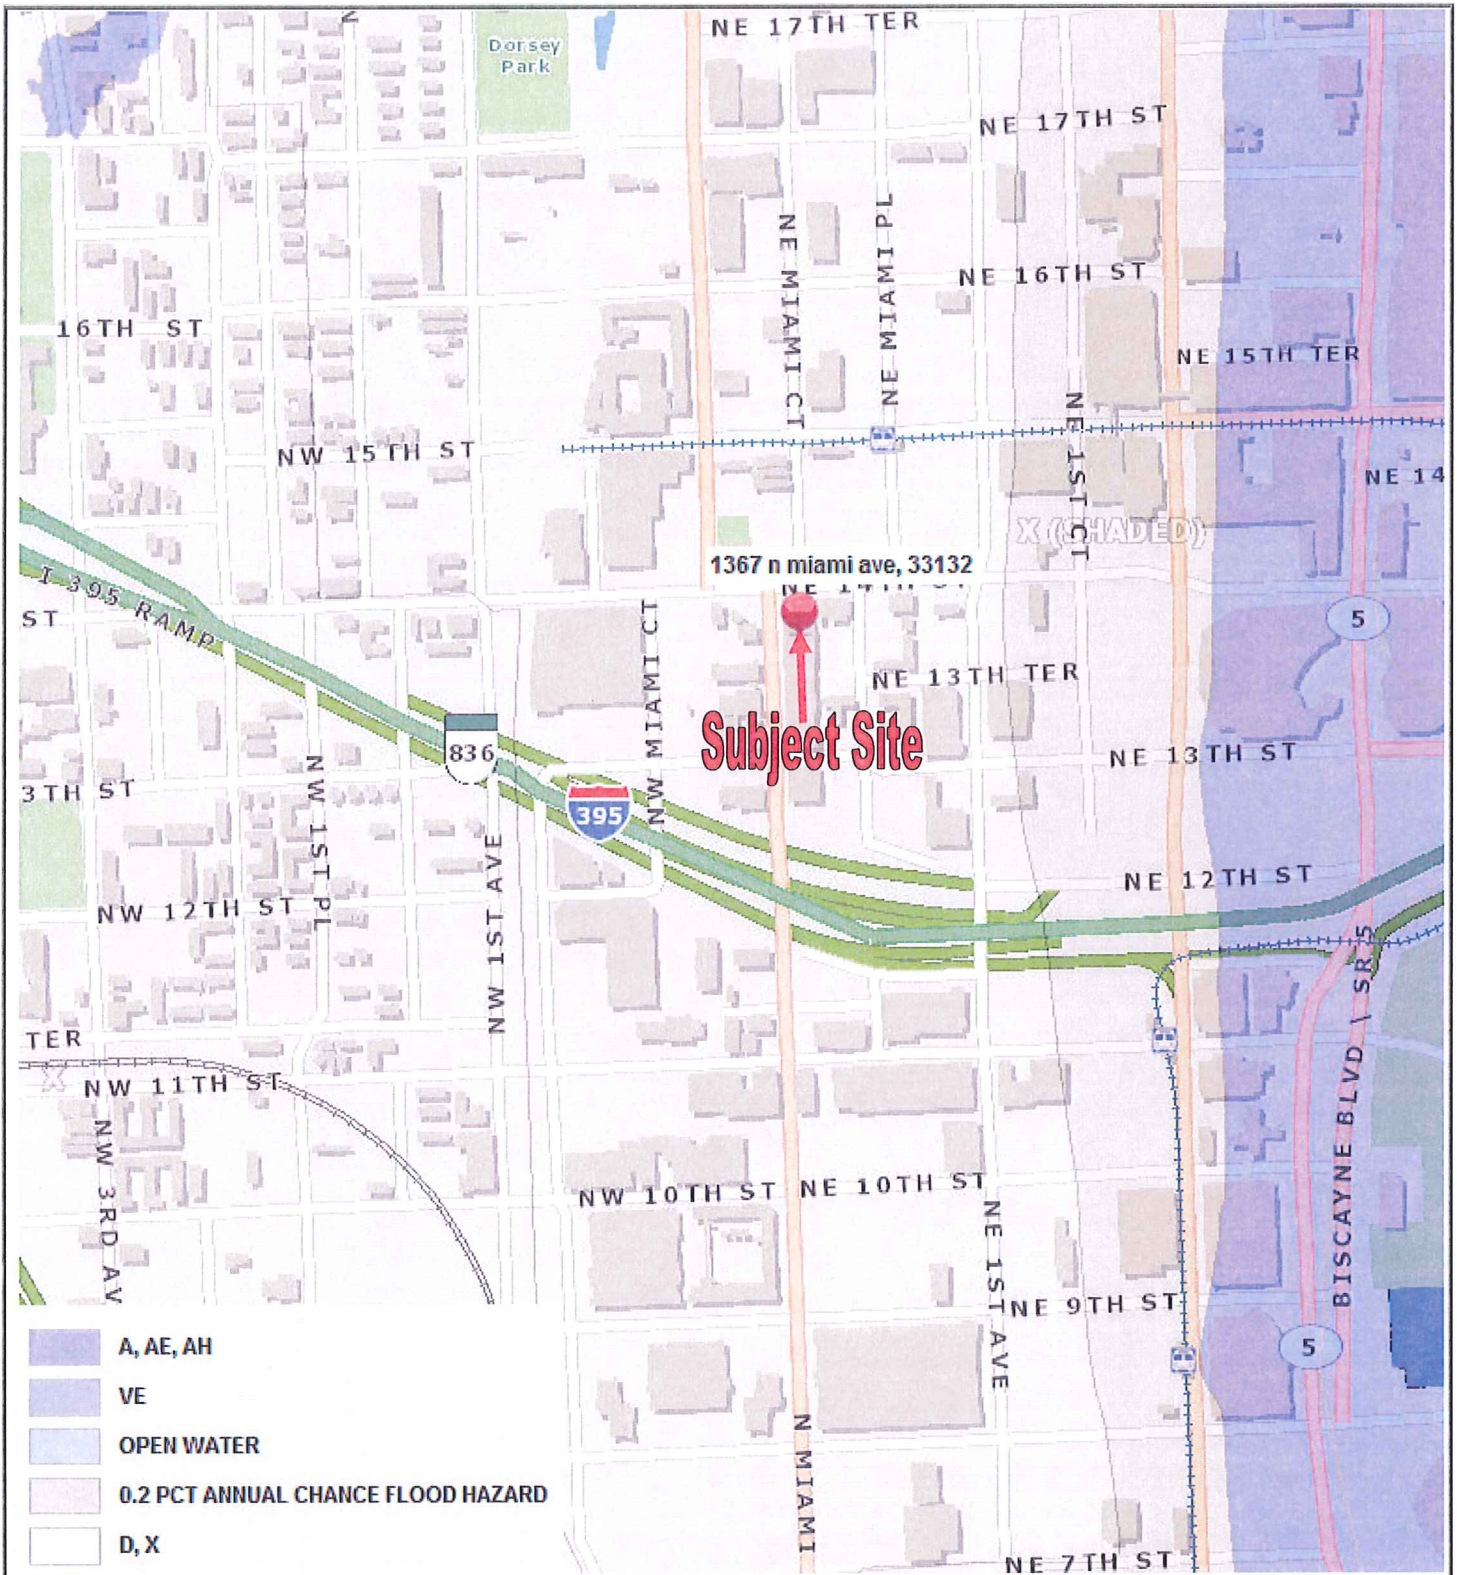 N
NE 17TH TER
Dorsey
Park
NE 17TH ST
NE MIAMI CT
NE MIAMI PL
NE 16TH ST
16TH ST
NE 15TH TER
NE 1ST CT
NW 15TH ST
NE 14
X (SHADED)
1367 n miami ave, 33132
NE 14TH ST
I 395 RAMP
ST
5
NW MIAMI CT
NE 13TH TER
Subject Site
836
NE 13TH ST
NW 1ST PL
3TH ST
395
NW 1ST AVE
NE 12TH ST
NW 12TH ST
BISCAYNE BLVD \ SR 5
TER
X
NW 11TH ST
NW 3RD AV
NW 10TH ST
NE 10TH ST
NE 1ST AVE
NE 9TH ST
5
A, AE, AH
VE
OPEN WATER
0.2 PCT ANNUAL CHANCE FLOOD HAZARD
D, X
N MIAMI
NE 7TH ST